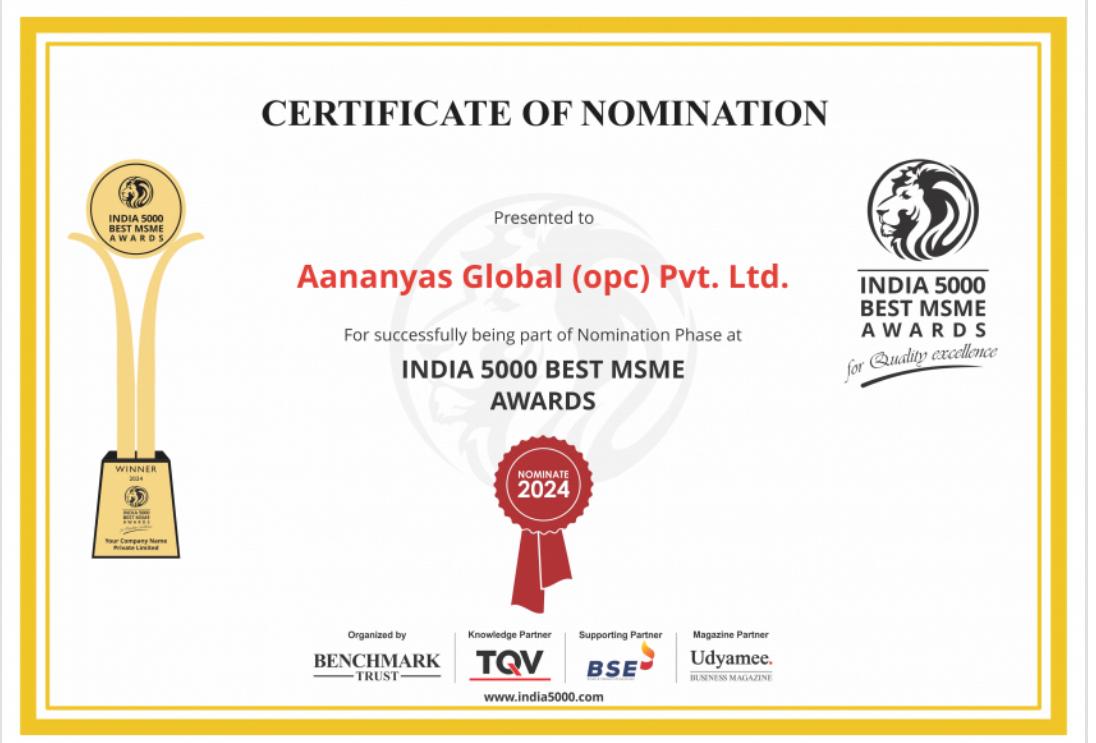 CERTIFICATE OF NOMINATION
INDIA 5000
BEST MSME
AWARDS
Presented to
Aananyas Global (opc) Pvt. Ltd.
For successfully being part of Nomination Phase at
INDIA 5000 BEST MSME
AWARDS
INDIA 5000
BEST MSME
AWARDS
for Quality excellence
WINNER
2024
INDIA 5000
BEST MSME
AWARDS
Your Company Name
Private Limited
NOMINATE
2024
Organized by
BENCHMARK
TRUST
Knowledge Partner
TQV
Supporting Partner
BSE
Magazine Partner
Udyamee.
BUSINESS MAGAZINE
www.india5000.com